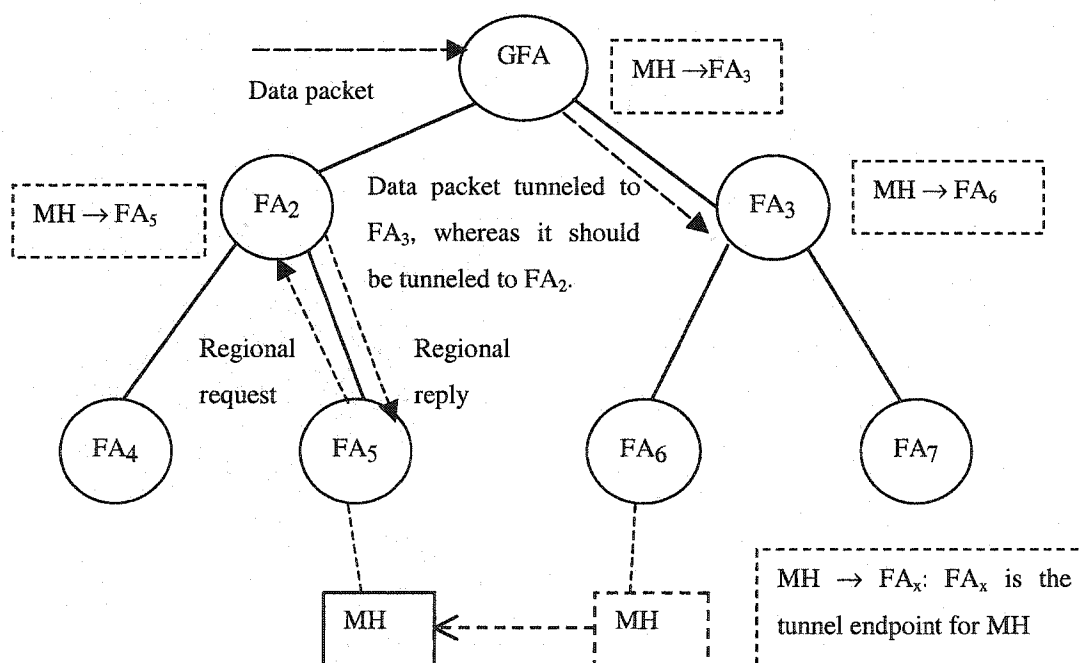 GFA
MH →FA₃
Data packet
MH → FA₅
FA₂
Data packet tunneled to
FA₃, whereas it should
be tunneled to FA₂.
FA₃
MH → FA₆
Regional
request
Regional
reply
FA4
FA5
FA6
FA7
MH
MH
MH → FAₓ: FAₓ is the
tunnel endpoint for MH